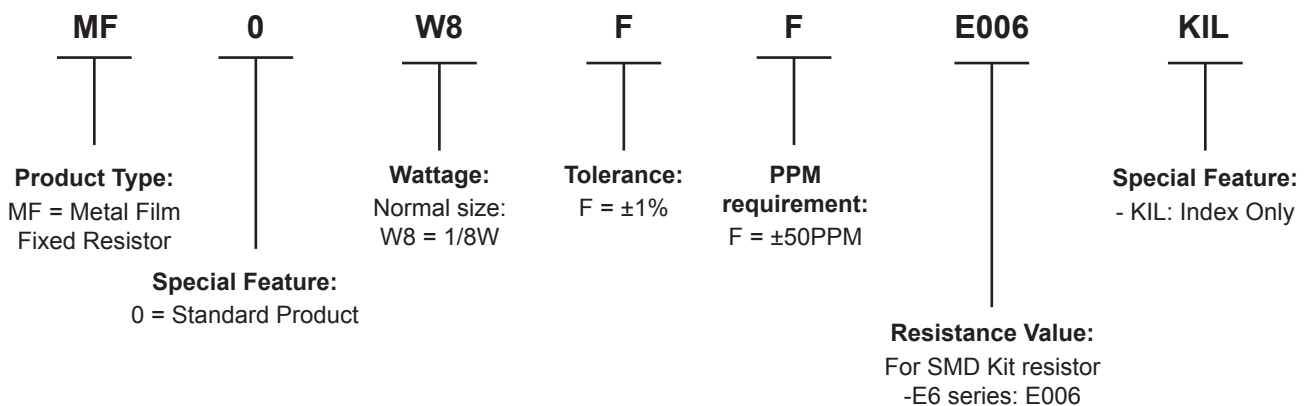 MF 0 W8 F F E006 KIL
Product Type:
MF = Metal Film
Fixed Resistor
Special Feature:
0 = Standard Product
Wattage:
Normal size:
W8 = 1/8W
Tolerance:
F = ±1%
PPM
requirement:
F = ±50PPM
Resistance Value:
For SMD Kit resistor
-E6 series: E006
Special Feature:
- KIL: Index Only